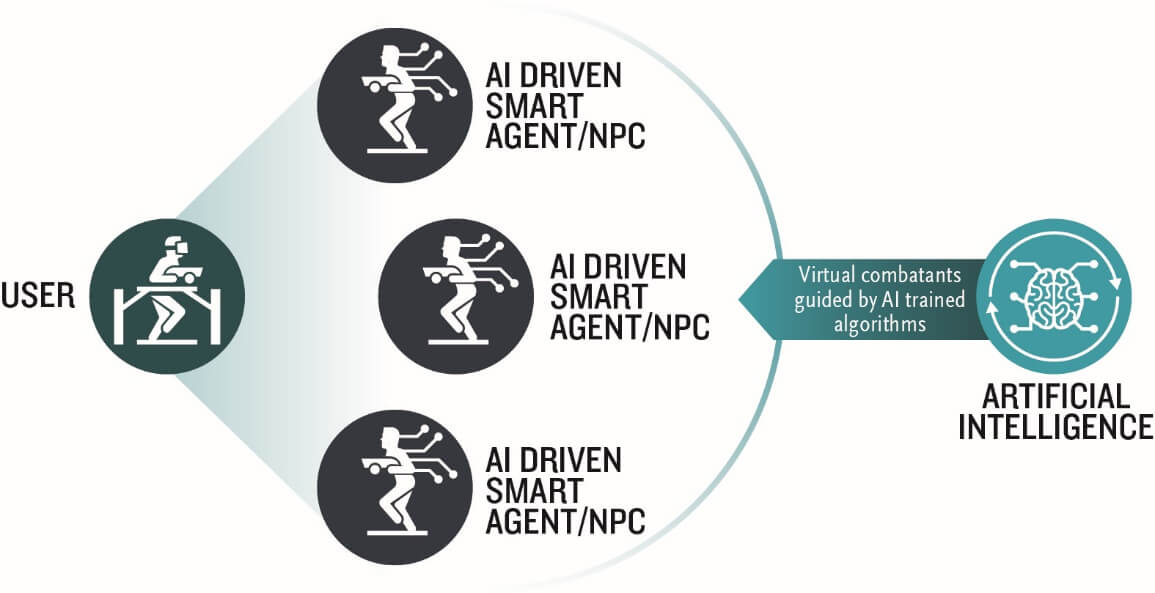 AI DRIVEN
SMART
AGENT/NPC
USER
AI DRIVEN
SMART
AGENT/NPC
Virtual combatants
guided by AI trained
algorithms
ARTIFICIAL
INTELLIGENCE
AI DRIVEN
SMART
AGENT/NPC